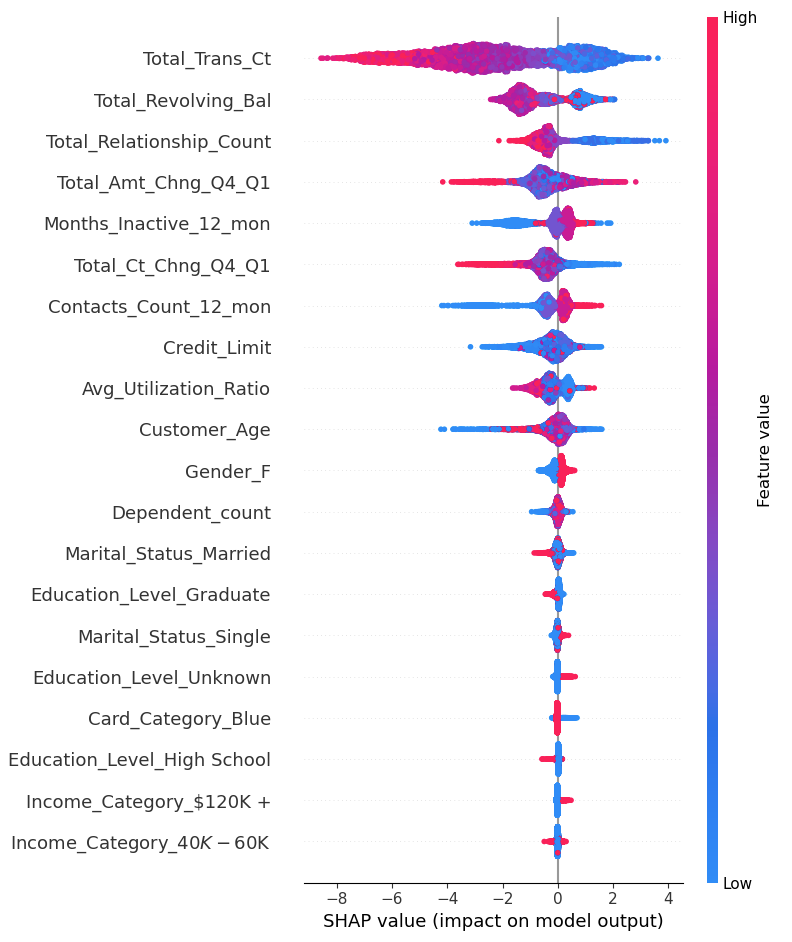 High
Total_Trans_Ct
Total_Revolving_Bal
Total_Relationship_Count
Total_Amt_Chng_Q4_Q1
Months_Inactive_12_mon
Total_Ct_Chng_Q4_Q1
Contacts_Count_12_mon
Credit_Limit
Avg_Utilization_Ratio
Customer_Age
Gender_F
Dependent_count
Marital_Status_Married
Education_Level_Graduate
Marital_Status_Single
Education_Level_Unknown
Card_Category_Blue
Education_Level_High School
Income_Category_$120K +
Income_Category_40K − 60K
Feature value
Low
−8 −6 −4 −2 0 2 4
SHAP value (impact on model output)